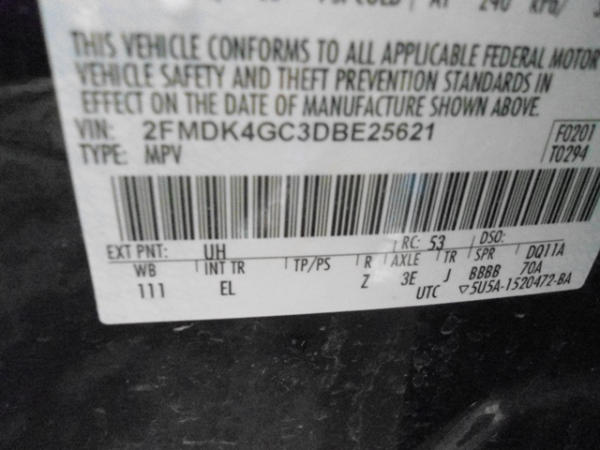 240 KPa/
THIS VEHICLE CONFORMS TO ALL APPLICABLE FEDERAL MOTOR
VEHICLE SAFETY AND THEFT PREVENTION STANDARDS IN
EFFECT ON THE DATE OF MANUFACTURE SHOWN ABOVE.
VIN: 2FMDK4GC3DBE25621 F0201
TYPE: MPV T0294
EXT PNT: UH RC: 53 DSO:
WB INT TR TP/PS R AXLE TR SPR DQ11A
111 EL Z 3E J BBBB 70A
UTC ▽5U5A-1520472-BA